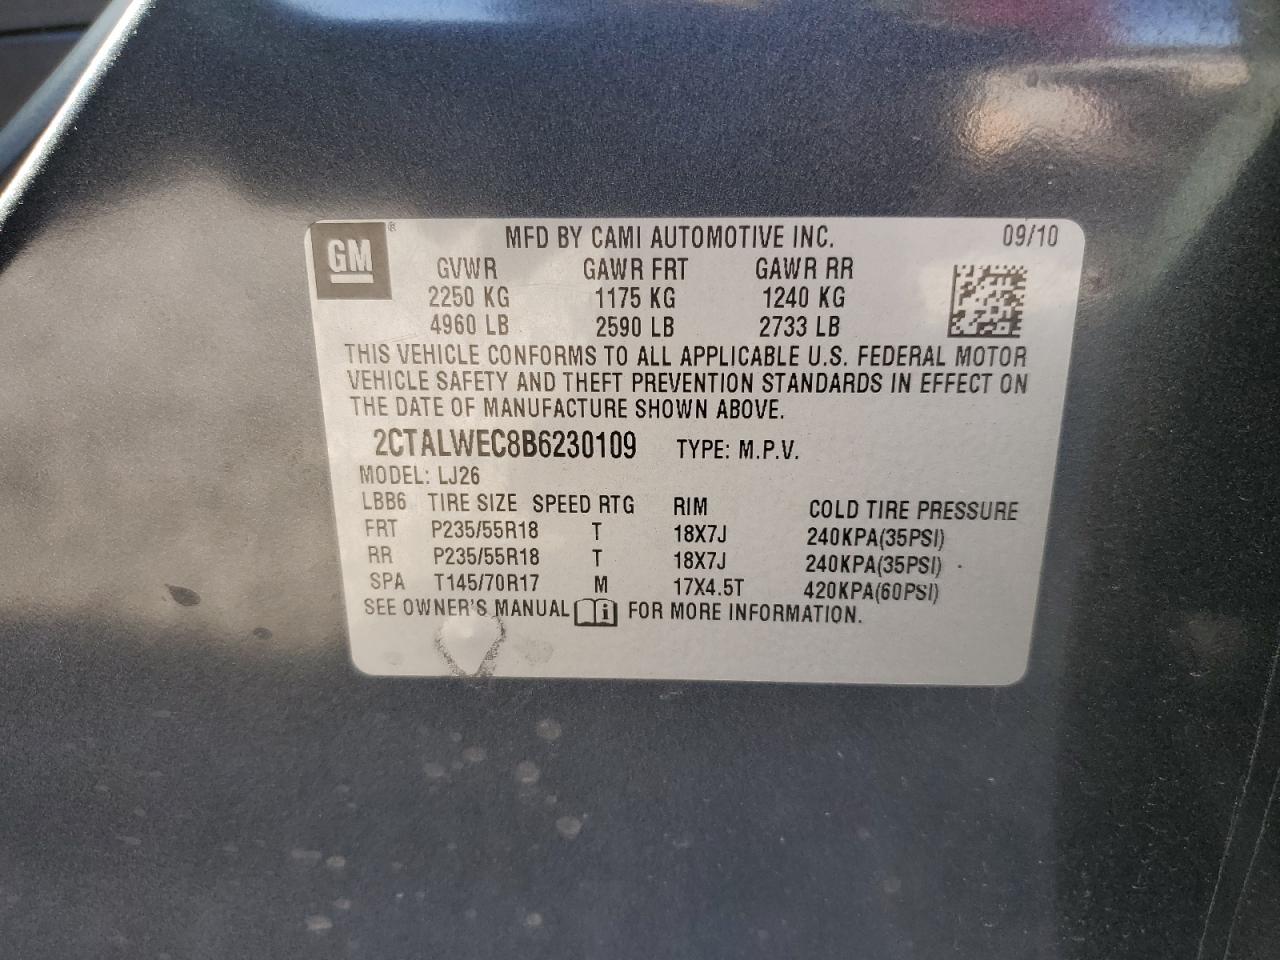 GM ® MFD BY CAMI AUTOMOTIVE INC. 09/10
GVWR GAWR FRT GAWR RR
2250 KG 1175 KG 1240 KG
4960 LB 2590 LB 2733 LB
THIS VEHICLE CONFORMS TO ALL APPLICABLE U.S. FEDERAL MOTOR
VEHICLE SAFETY AND THEFT PREVENTION STANDARDS IN EFFECT ON
THE DATE OF MANUFACTURE SHOWN ABOVE.
2CTALWEC8B6230109 TYPE: M.P.V.
MODEL: LJ26
LBB6 TIRE SIZE SPEED RTG RIM COLD TIRE PRESSURE
FRT P235/55R18 T 18X7J 240KPA(35PSI)
RR P235/55R18 T 18X7J 240KPA(35PSI)
SPA T145/70R17 M 17X4.5T 420KPA(60PSI)
SEE OWNER'S MANUAL i FOR MORE INFORMATION.